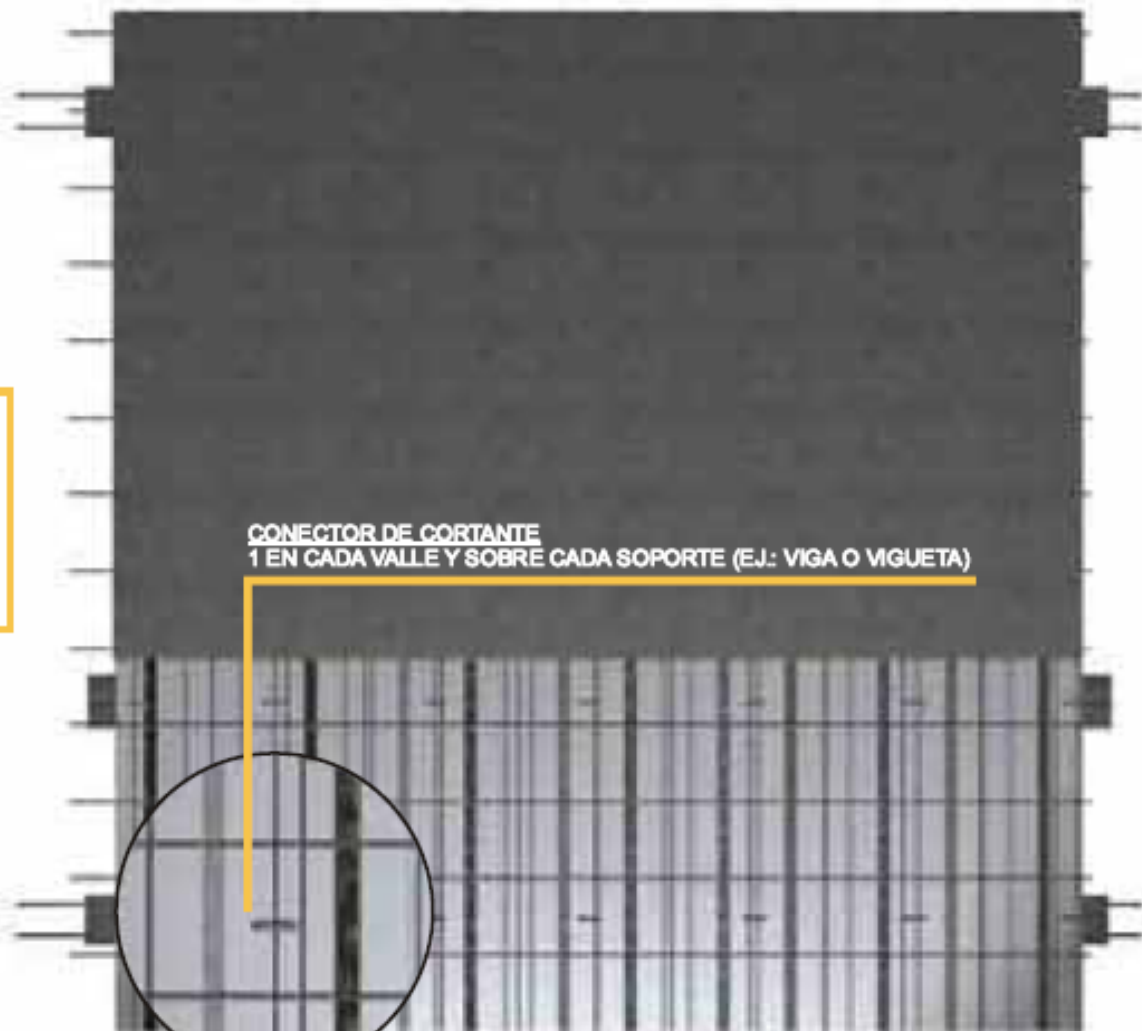 CONECTOR DE CORTANTE
1 EN CADA VALLE Y SOBRE CADA SOPORTE (EJ.: VIGA O VIGUETA)